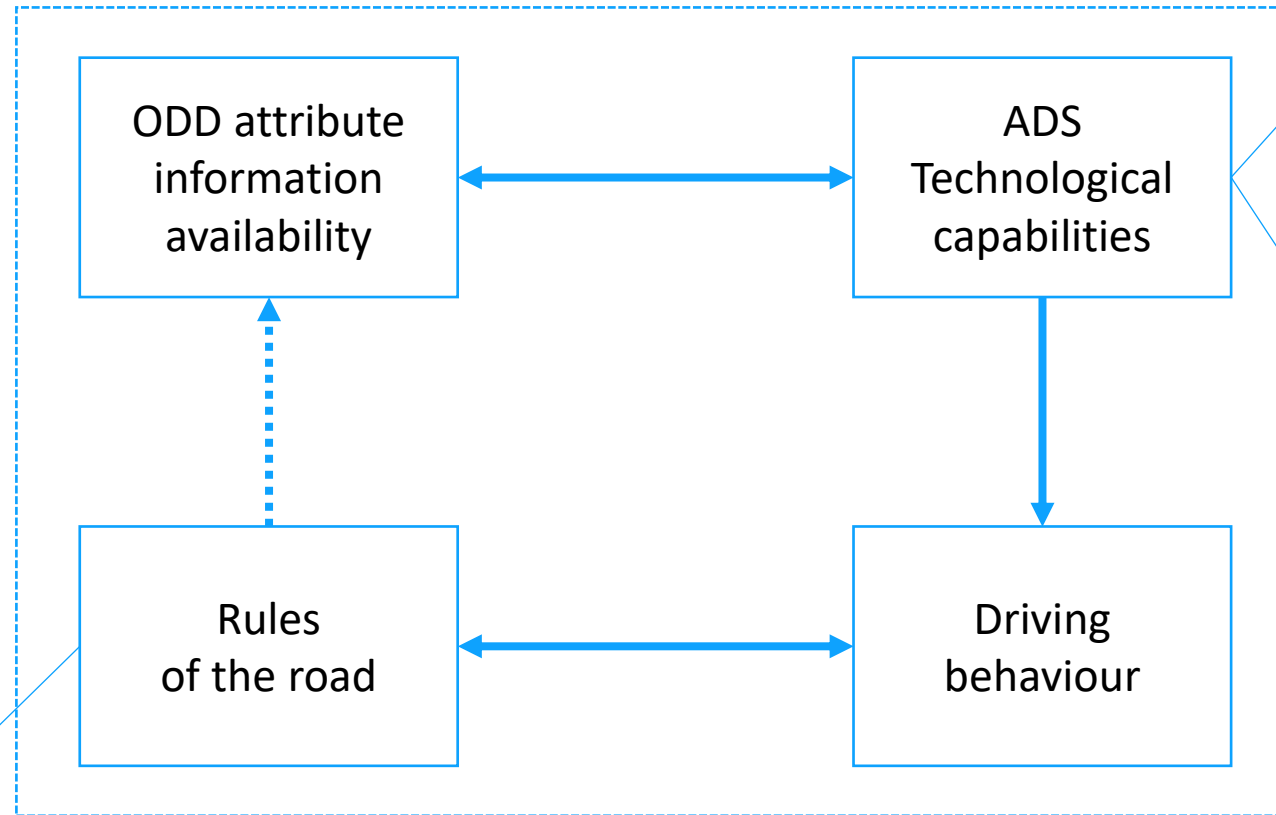 ODD attribute
information
availability
ADS
Technological
capabilities
Rules
of the road
Driving
behaviour